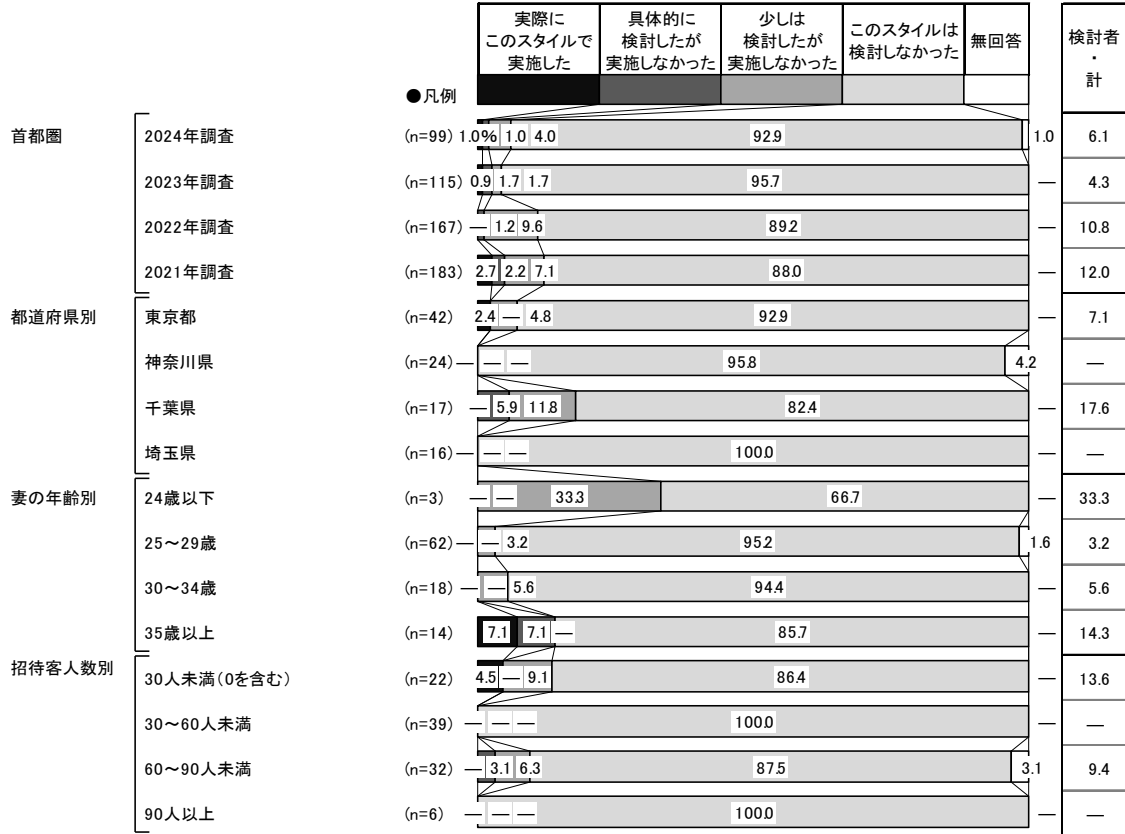 実際に
このスタイルで
実施した
具体的に
検討したが
実施しなかった
少しは
検討したが
実施しなかった
このスタイルは
検討しなかった
無回答
検討者
・
計
●凡例
首都圏
2024年調査 (n=99) 1.0% 1.0 4.0 92.9 1.0 6.1
2023年調査 (n=115) 0.9 1.7 1.7 95.7 — 4.3
2022年調査 (n=167) — 1.2 9.6 89.2 — 10.8
2021年調査 (n=183) 2.7 2.2 7.1 88.0 — 12.0
都道府県別
東京都 (n=42) 2.4 — 4.8 92.9 — 7.1
神奈川県 (n=24) — — — 95.8 4.2 —
千葉県 (n=17) — 5.9 11.8 82.4 — 17.6
埼玉県 (n=16) — — — 100.0 — —
妻の年齢別
24歳以下 (n=3) — — 33.3 66.7 — 33.3
25～29歳 (n=62) — — 3.2 95.2 1.6 3.2
30～34歳 (n=18) — — 5.6 94.4 — 5.6
35歳以上 (n=14) 7.1 7.1 — 85.7 — 14.3
招待客人数別
30人未満(0を含む) (n=22) 4.5 — 9.1 86.4 — 13.6
30～60人未満 (n=39) — — — 100.0 — —
60～90人未満 (n=32) — 3.1 6.3 87.5 3.1 9.4
90人以上 (n=6) — — — 100.0 — —